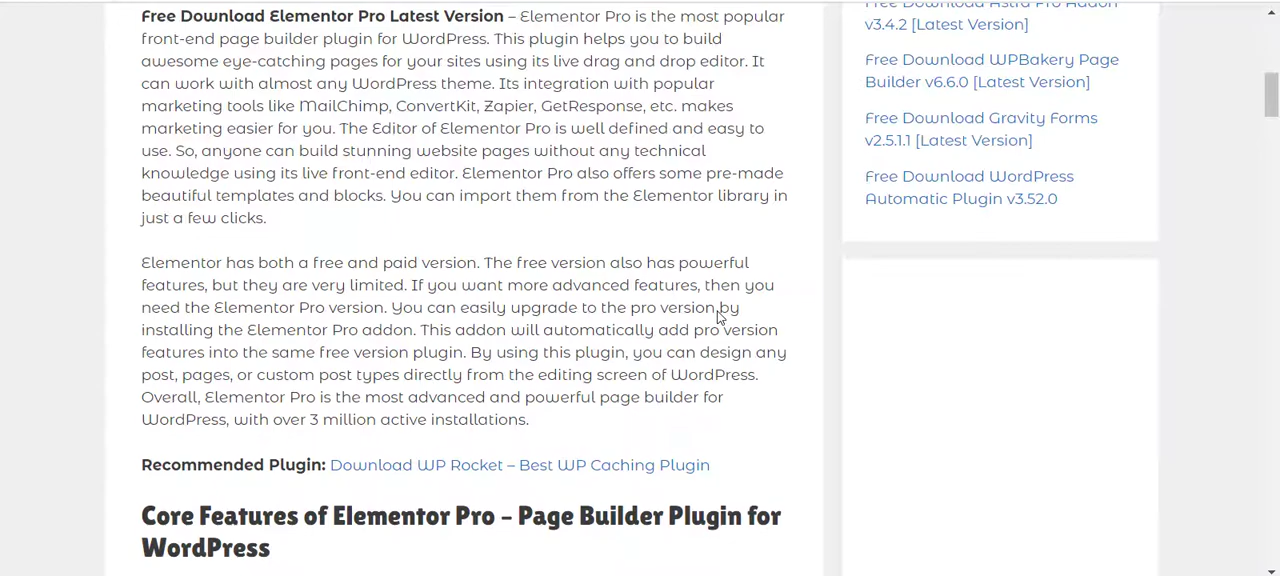 Free Download Elementor Pro Latest Version – Elementor Pro is the most popular
front-end page builder plugin for WordPress. This plugin helps you to build
awesome eye-catching pages for your sites using its live drag and drop editor. It
can work with almost any WordPress theme. Its integration with popular
marketing tools like MailChimp, ConvertKit, Zapier, GetResponse, etc. makes
marketing easier for you. The Editor of Elementor Pro is well defined and easy to
use. So, anyone can build stunning website pages without any technical
knowledge using its live front-end editor. Elementor Pro also offers some pre-made
beautiful templates and blocks. You can import them from the Elementor library in
just a few clicks.
Elementor has both a free and paid version. The free version also has powerful
features, but they are very limited. If you want more advanced features, then you
need the Elementor Pro version. You can easily upgrade to the pro version by
installing the Elementor Pro addon. This addon will automatically add pro version
features into the same free version plugin. By using this plugin, you can design any
post, pages, or custom post types directly from the editing screen of WordPress.
Overall, Elementor Pro is the most advanced and powerful page builder for
WordPress, with over 3 million active installations.
Recommended Plugin: Download WP Rocket – Best WP Caching Plugin
Core Features of Elementor Pro – Page Builder Plugin for
WordPress
Free Download Astra Pro Addon
v3.4.2 [Latest Version]
Free Download WPBakery Page
Builder v6.6.0 [Latest Version]
Free Download Gravity Forms
v2.5.1.1 [Latest Version]
Free Download WordPress
Automatic Plugin v3.52.0